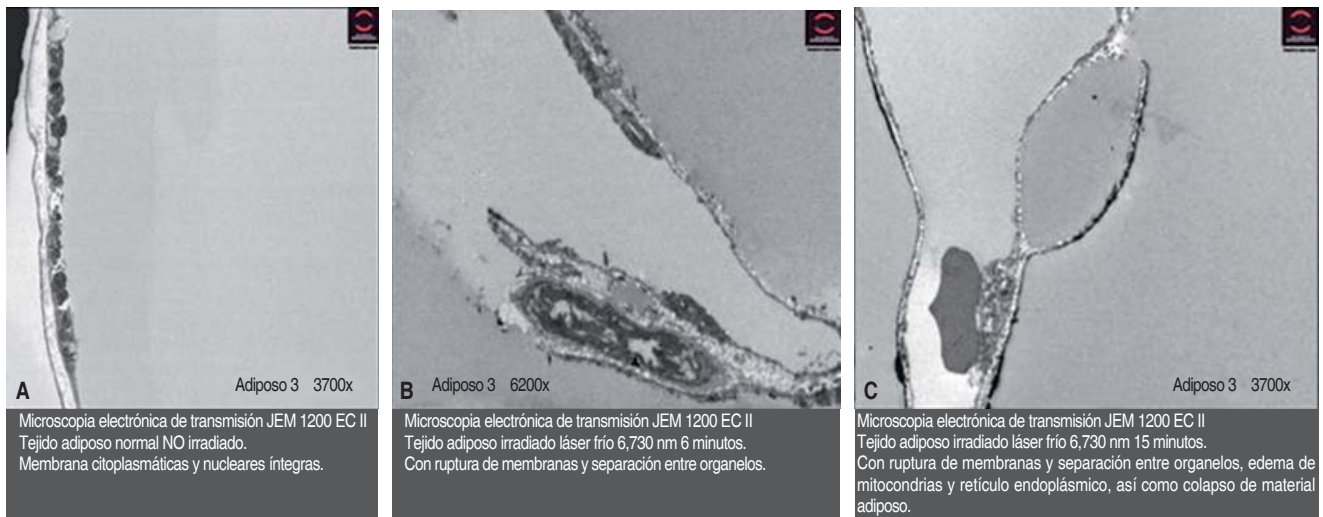 A
Adiposo 3 3700x
Microscopia electrónica de transmisión JEM 1200 EC II
Tejido adiposo normal NO irradiado.
Membrana citoplasmáticas y nucleares íntegras.
B
Adiposo 3 6200x
Microscopia electrónica de transmisión JEM 1200 EC II
Tejido adiposo irradiado láser frío 6,730 nm 6 minutos.
Con ruptura de membranas y separación entre organelos.
C
Adiposo 3 3700x
Microscopia electrónica de transmisión JEM 1200 EC II
Tejido adiposo irradiado láser frío 6,730 nm 15 minutos.
Con ruptura de membranas y separación entre organelos, edema de
mitocondrias y retículo endoplásmico, así como colapso de material
adiposo.